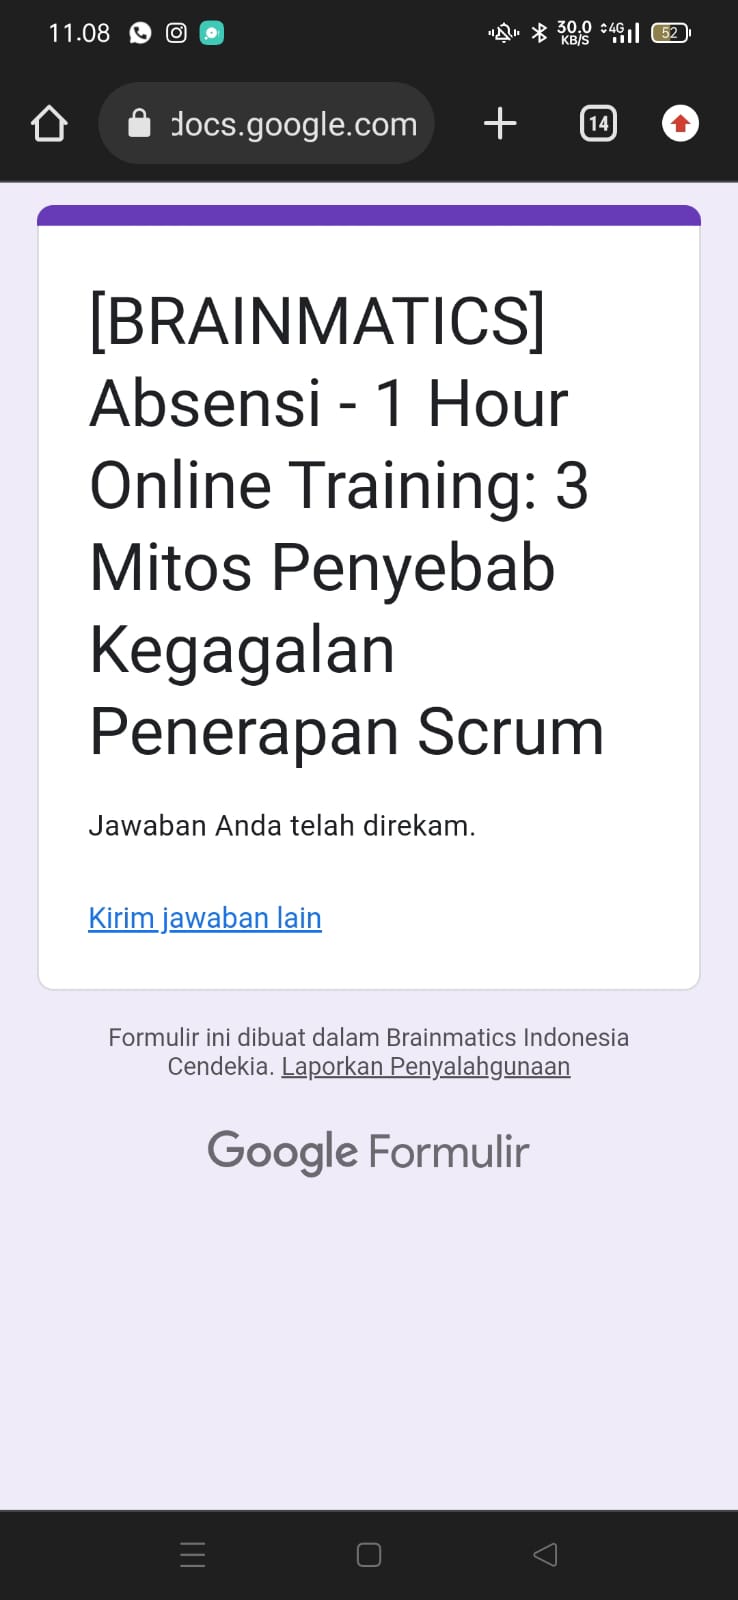 11.08
30.0
KB/S
4G
52
docs.google.com
14
[BRAINMATICS]
Absensi - 1 Hour
Online Training: 3
Mitos Penyebab
Kegagalan
Penerapan Scrum
Jawaban Anda telah direkam.
Kirim jawaban lain
Formulir ini dibuat dalam Brainmatics Indonesia
Cendekia. Laporkan Penyalahgunaan
Google Formulir